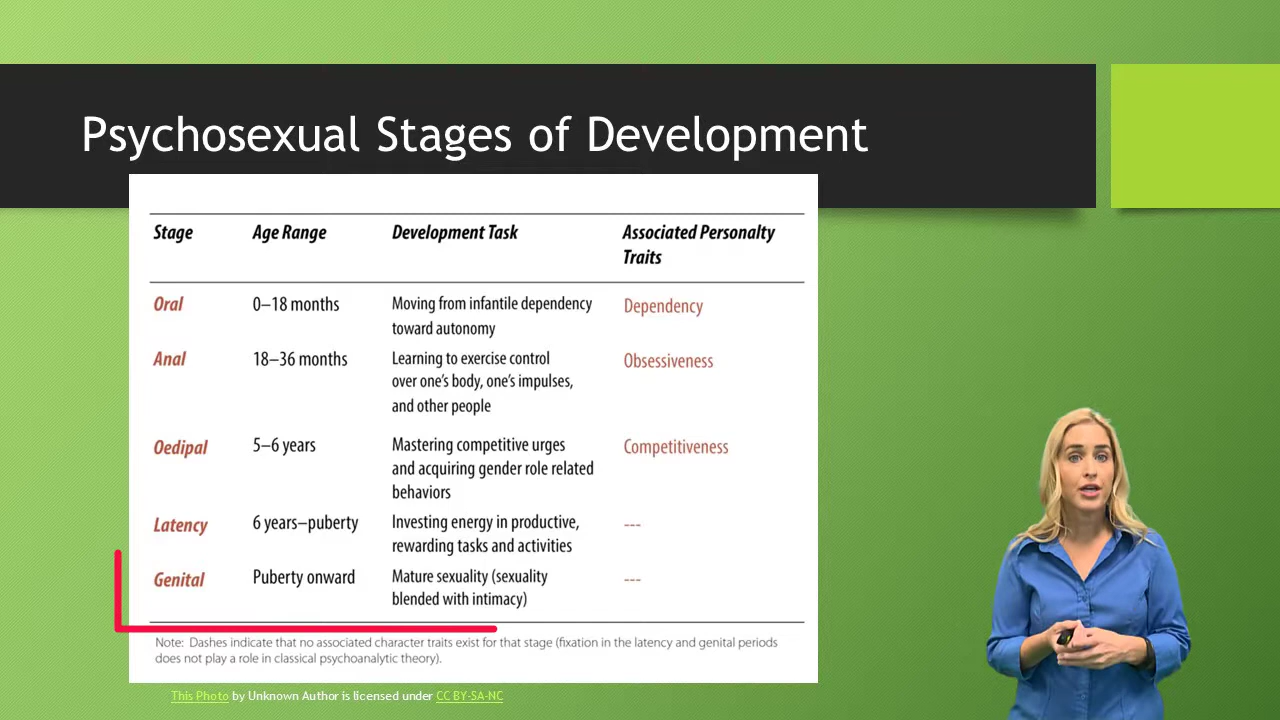 Psychosexual Stages of Development
Stage Age Range Development Task Associated Personalty
Traits
Oral 0–18 months Moving from infantile dependency Dependency
toward autonomy
Anal 18–36 months Learning to exercise control Obsessiveness
over one's body, one's impulses,
and other people
Oedipal 5–6 years Mastering competitive urges Competitiveness
and acquiring gender role related
behaviors
Latency 6 years–puberty Investing energy in productive, ---
rewarding tasks and activities
Genital Puberty onward Mature sexuality (sexuality ---
blended with intimacy)
Note: Dashes indicate that no associated character traits exist for that stage (fixation in the latency and genital periods
does not play a role in classical psychoanalytic theory).
This Photo by Unknown Author is licensed under CC BY-SA-NC